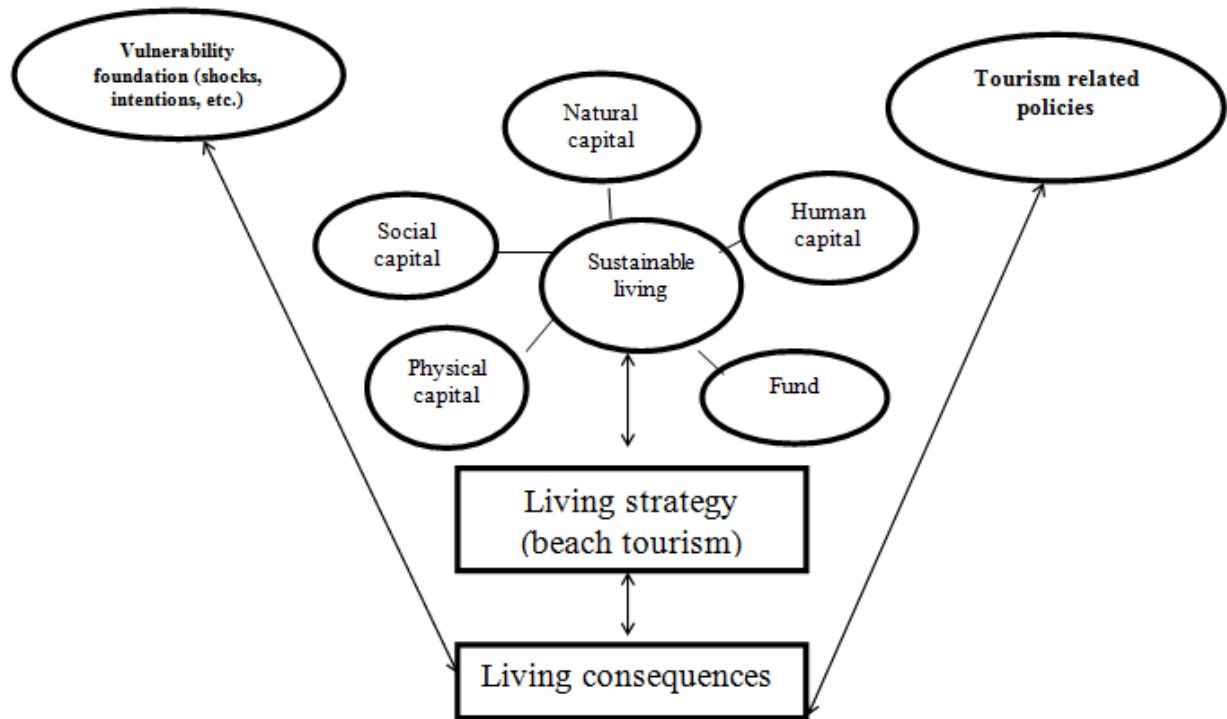 Vulnerability
foundation (shocks,
intentions, etc.)
Tourism related
policies
Natural
capital
Human
capital
Social
capital
Sustainable
living
Physical
capital
Fund
Living strategy
(beach tourism)
Living consequences